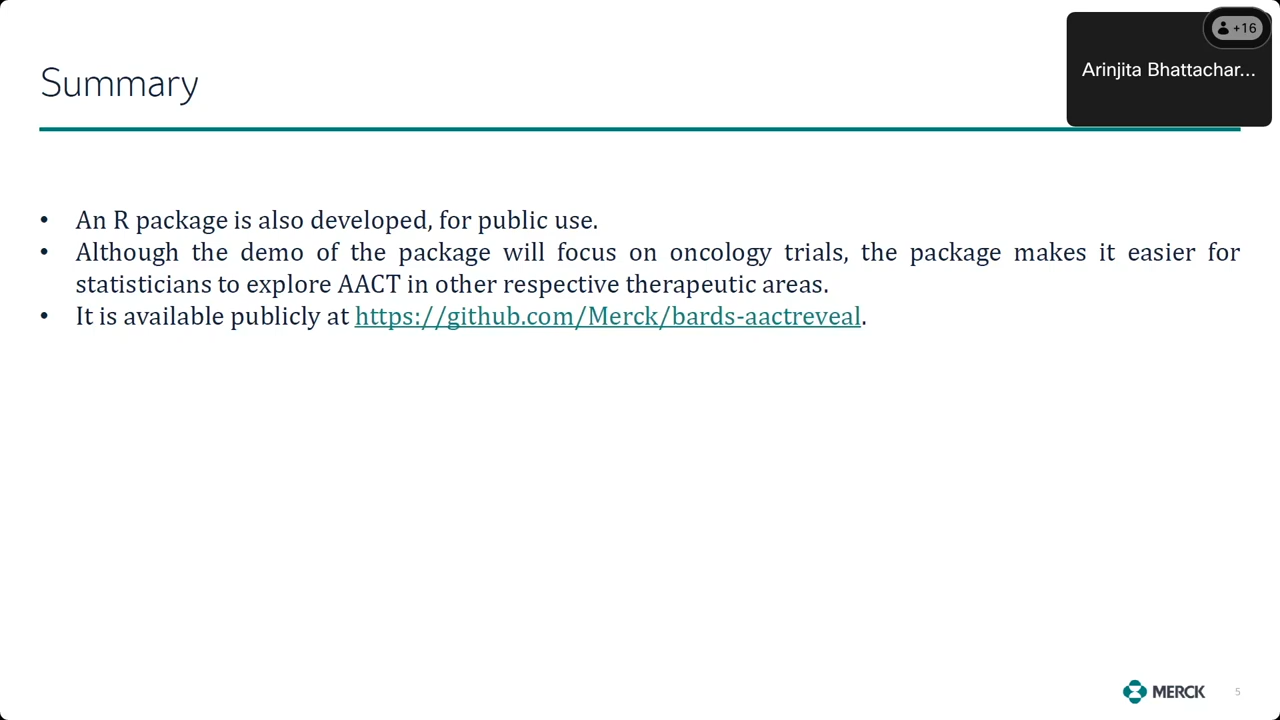 +16
Arinjita Bhattachar...
Summary
• An R package is also developed, for public use.
• Although the demo of the package will focus on oncology trials, the package makes it easier for
statisticians to explore AACT in other respective therapeutic areas.
• It is available publicly at https://github.com/Merck/bards-aactreveal.
MERCK
5